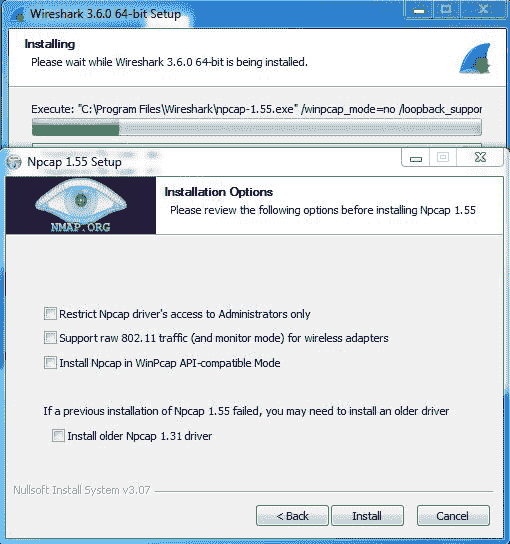 Wireshark 3.6.0 64-bit Setup
Installing
Please wait while Wireshark 3.6.0 64-bit is being installed.
Execute: "C:\Program Files\Wireshark\npcap-1.55.exe" /winpcap_mode=no /loopback_suppor
Npcap 1.55 Setup
NMAP.ORG
Installation Options
Please review the following options before installing Npcap 1.55
Restrict Npcap driver's access to Administrators only
Support raw 802.11 traffic (and monitor mode) for wireless adapters
Install Npcap in WinPcap API-compatible Mode
If a previous installation of Npcap 1.55 failed, you may need to install an older driver
Install older Npcap 1.31 driver
Nullsoft Install System v3.07
< Back
Install
Cancel